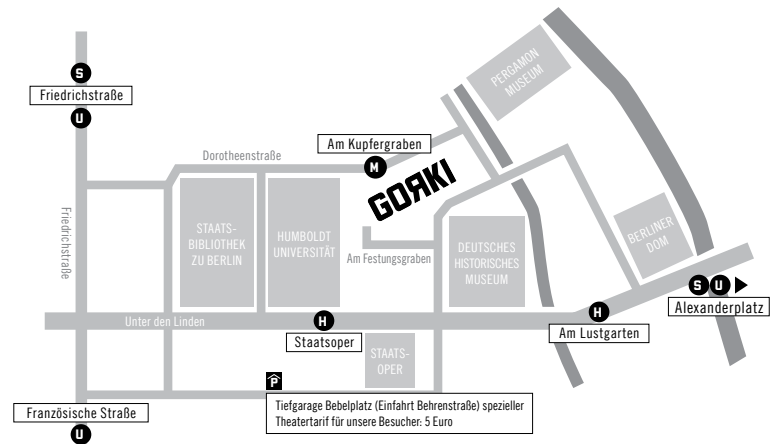 PERGAMON
MUSEUM
S
Friedrichstraße
U
Am Kupfergraben
Dorotheenstraße
M
GORKI
Friedrichstraße
STAATS-
BIBLIOTHEK
ZU BERLIN
HUMBOLDT
UNIVERSITÄT
Am Festungsgraben
DEUTSCHES
HISTORISCHES
MUSEUM
BERLINER
DOM
S U
Alexanderplatz
Unter den Linden
H
Staatsoper
H
Am Lustgarten
STAATS-
OPER
P
Tiefgarage Bebelplatz (Einfahrt Behrenstraße) spezieller
Theatertarif für unsere Besucher: 5 Euro
Französische Straße
U